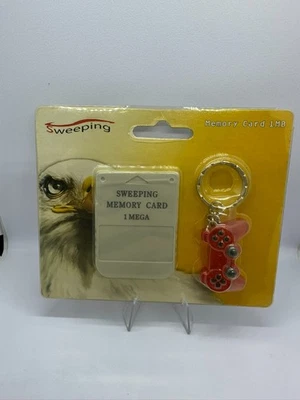 Sweeping
Memory Card 1MB
SWEEPING
MEMORY CARD
1 MEGA